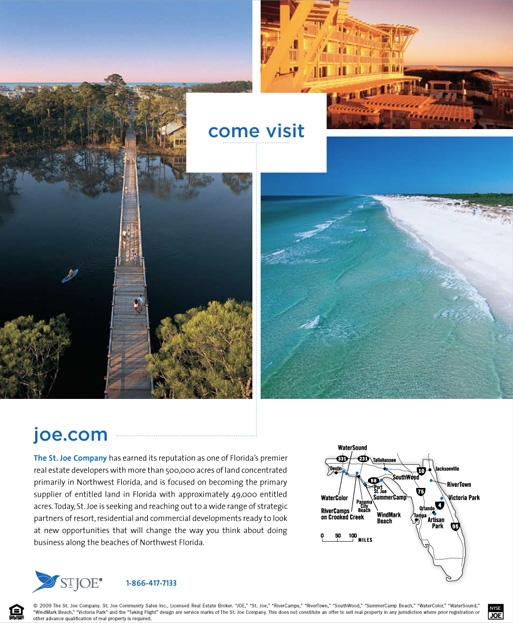 come visit
joe.com
The St. Joe Company has earned its reputation as one of Florida's premier
real estate developers with more than 500,000 acres of land concentrated
primarily in Northwest Florida, and is focused on becoming the primary
supplier of entitled land in Florida with approximately 49,000 entitled
acres. Today, St. Joe is seeking and reaching out to a wide range of strategic
partners of resort, residential and commercial developments ready to look
at new opportunities that will change the way you think about doing
business along the beaches of Northwest Florida.
WaterSound
331 231 Tallahassee
Destin
10
Jacksonville
SouthWood
98
RiverTown
Port
St. Joe
75
WaterColor
SummerCamp
Panama
City
Beach
Victoria Park
4
RiverCamps
on Crooked Creek
WindMark
Beach
Orlando
Tampa
Artisan
Park
95
0 50 100
MILES
ST JOE®
1-866-417-7133
© 2009 The St. Joe Company. St. Joe Community Sales Inc., Licensed Real Estate Broker. "JOE," "St. Joe," "RiverCamps," "RiverTown," "SouthWood," "SummerCamp Beach," "WaterColor," "WaterSound,"
"WindMark Beach," "Victoria Park" and the "Taking Flight" design are service marks of The St. Joe Company. This does not constitute an offer to sell real property in any jurisdiction where prior registration or
other advance qualification of real property is required.
NYSE
JOE